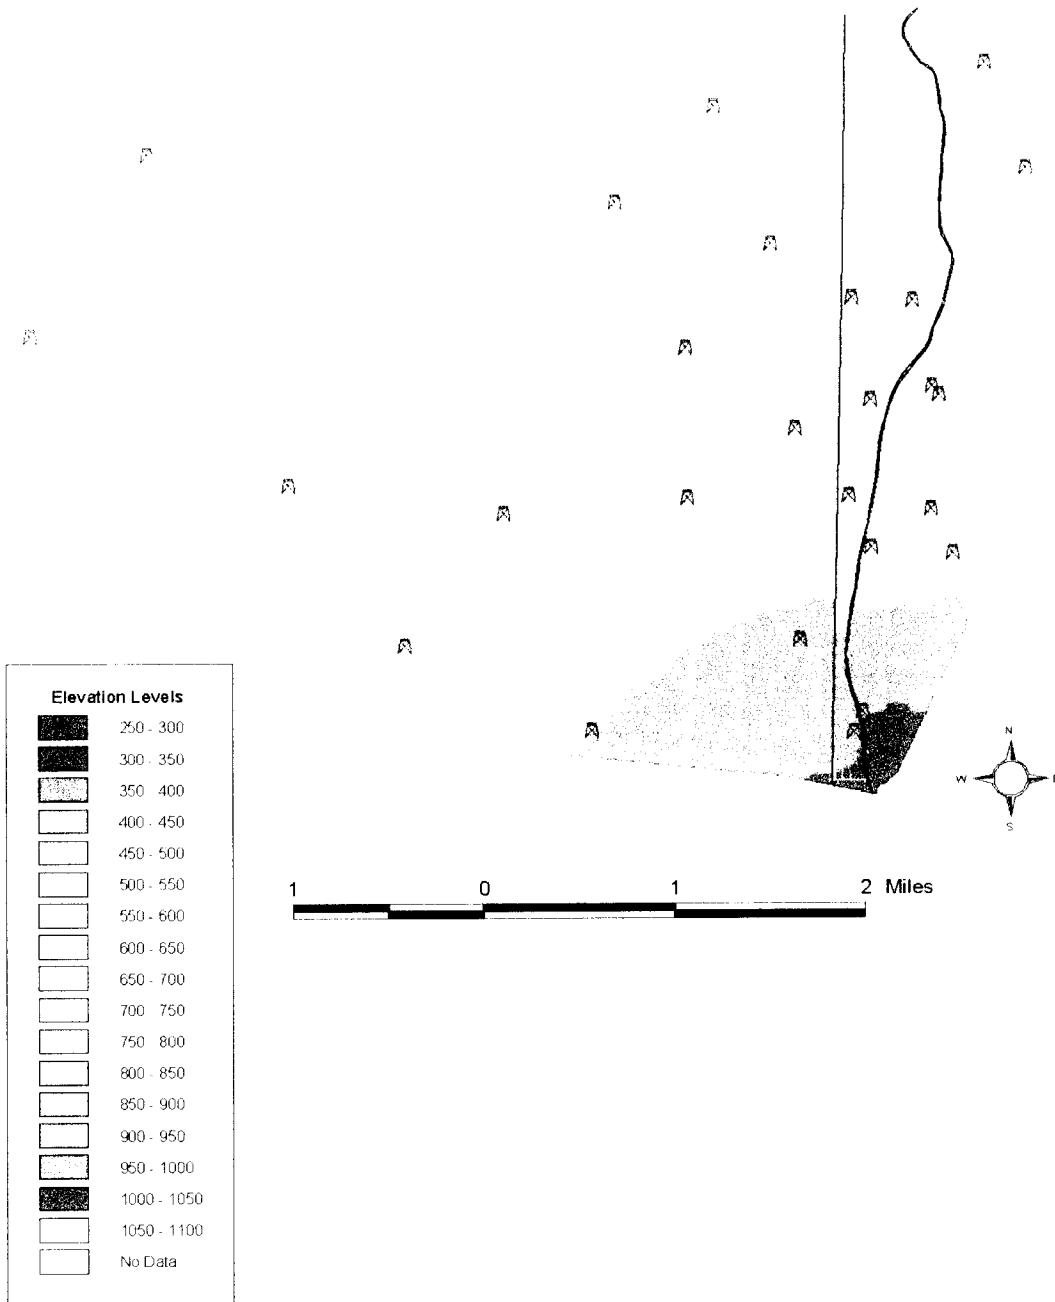 N
W E
S
1 0 1 2 Miles
Elevation Levels
250 - 300
300 - 350
350 400
400 - 450
450 - 500
500 - 550
550 - 600
600 - 650
650 - 700
700 750
750 800
800 - 850
850 - 900
900 - 950
950 - 1000
1000 - 1050
1050 - 1100
No Data